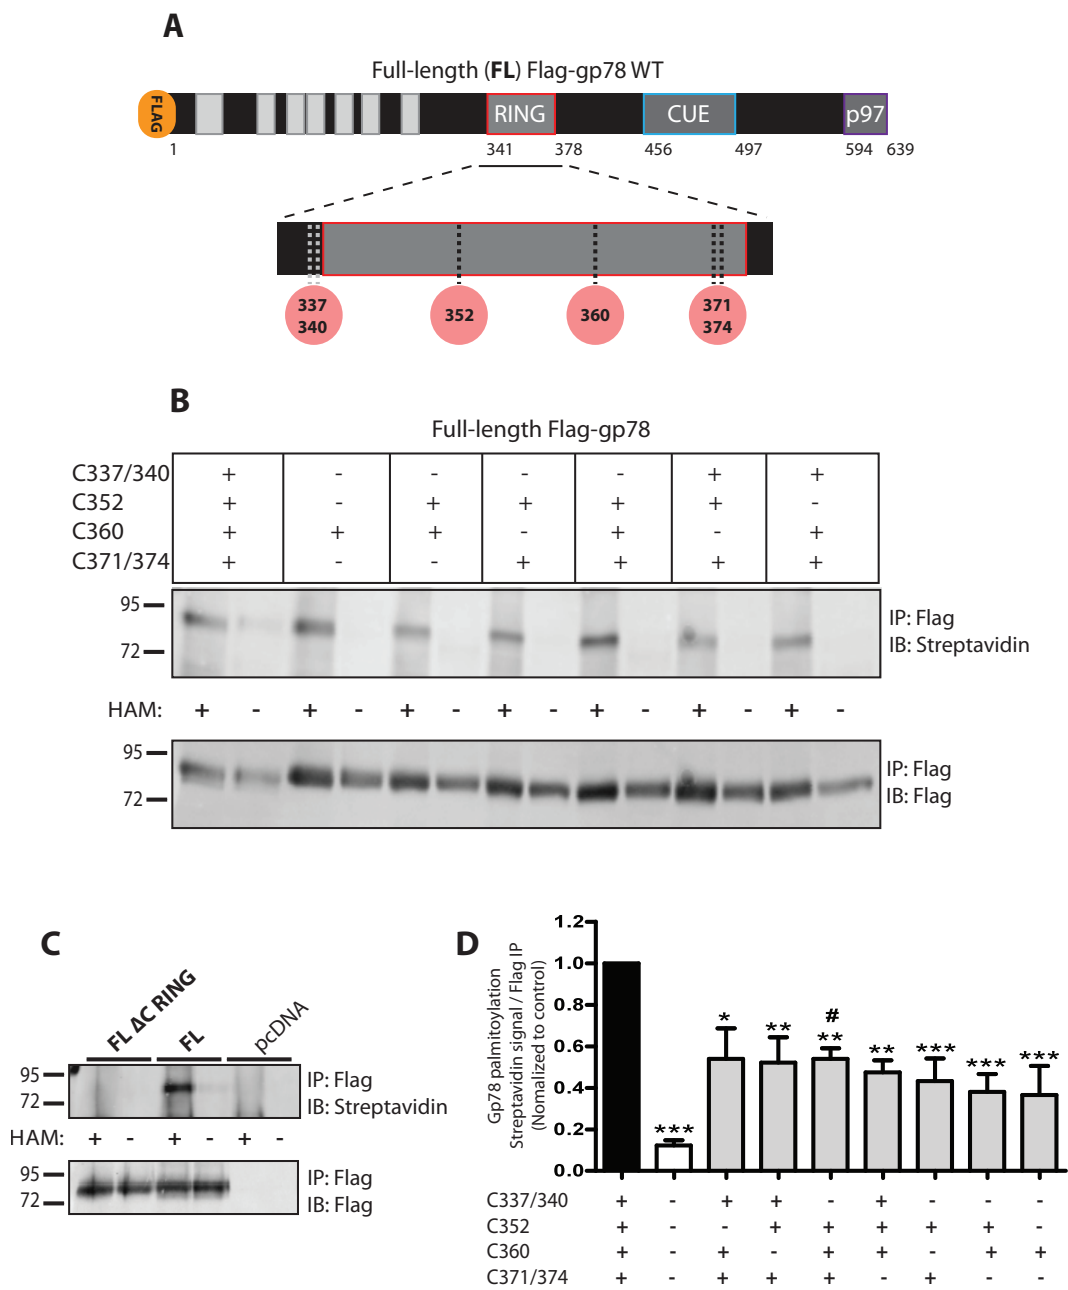 A
Full-length (FL) Flag-gp78 WT
FLAG
RING
CUE
p97
1
341
378
456
497
594
639
337
340
352
360
371
374
B
Full-length Flag-gp78
C337/340 + - - - - + +
C352 + - + + + + -
C360 + + + - + - +
C371/374 + - - + + + +
95
72
IP: Flag
IB: Streptavidin
HAM: + - + - + - + - + - + - + -
95
72
IP: Flag
IB: Flag
C
FL ΔC RING
FL
pcDNA
95
72
IP: Flag
IB: Streptavidin
HAM: + - + - + -
95
72
IP: Flag
IB: Flag
D
Gp78 palmitoylation
Streptavidin signal / Flag IP
(Nomalized to control)
1.2
1.0
0.8
0.6
0.4
0.2
0.0
***
*
**
#
**
**
***
***
***
C337/340 + - + + - + - - -
C352 + - - + + + + + -
C360 + - + - + + - + +
C371/374 + - + + + - + - -